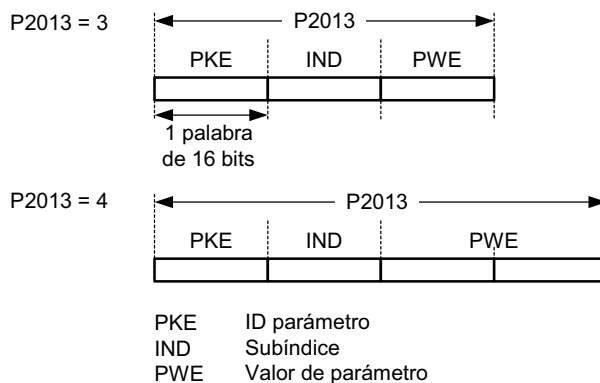 P2013 = 3
P2013
PKE IND PWE
1 palabra
de 16 bits
P2013 = 4
P2013
PKE IND PWE
PKE ID parámetro
IND Subíndice
PWE Valor de parámetro